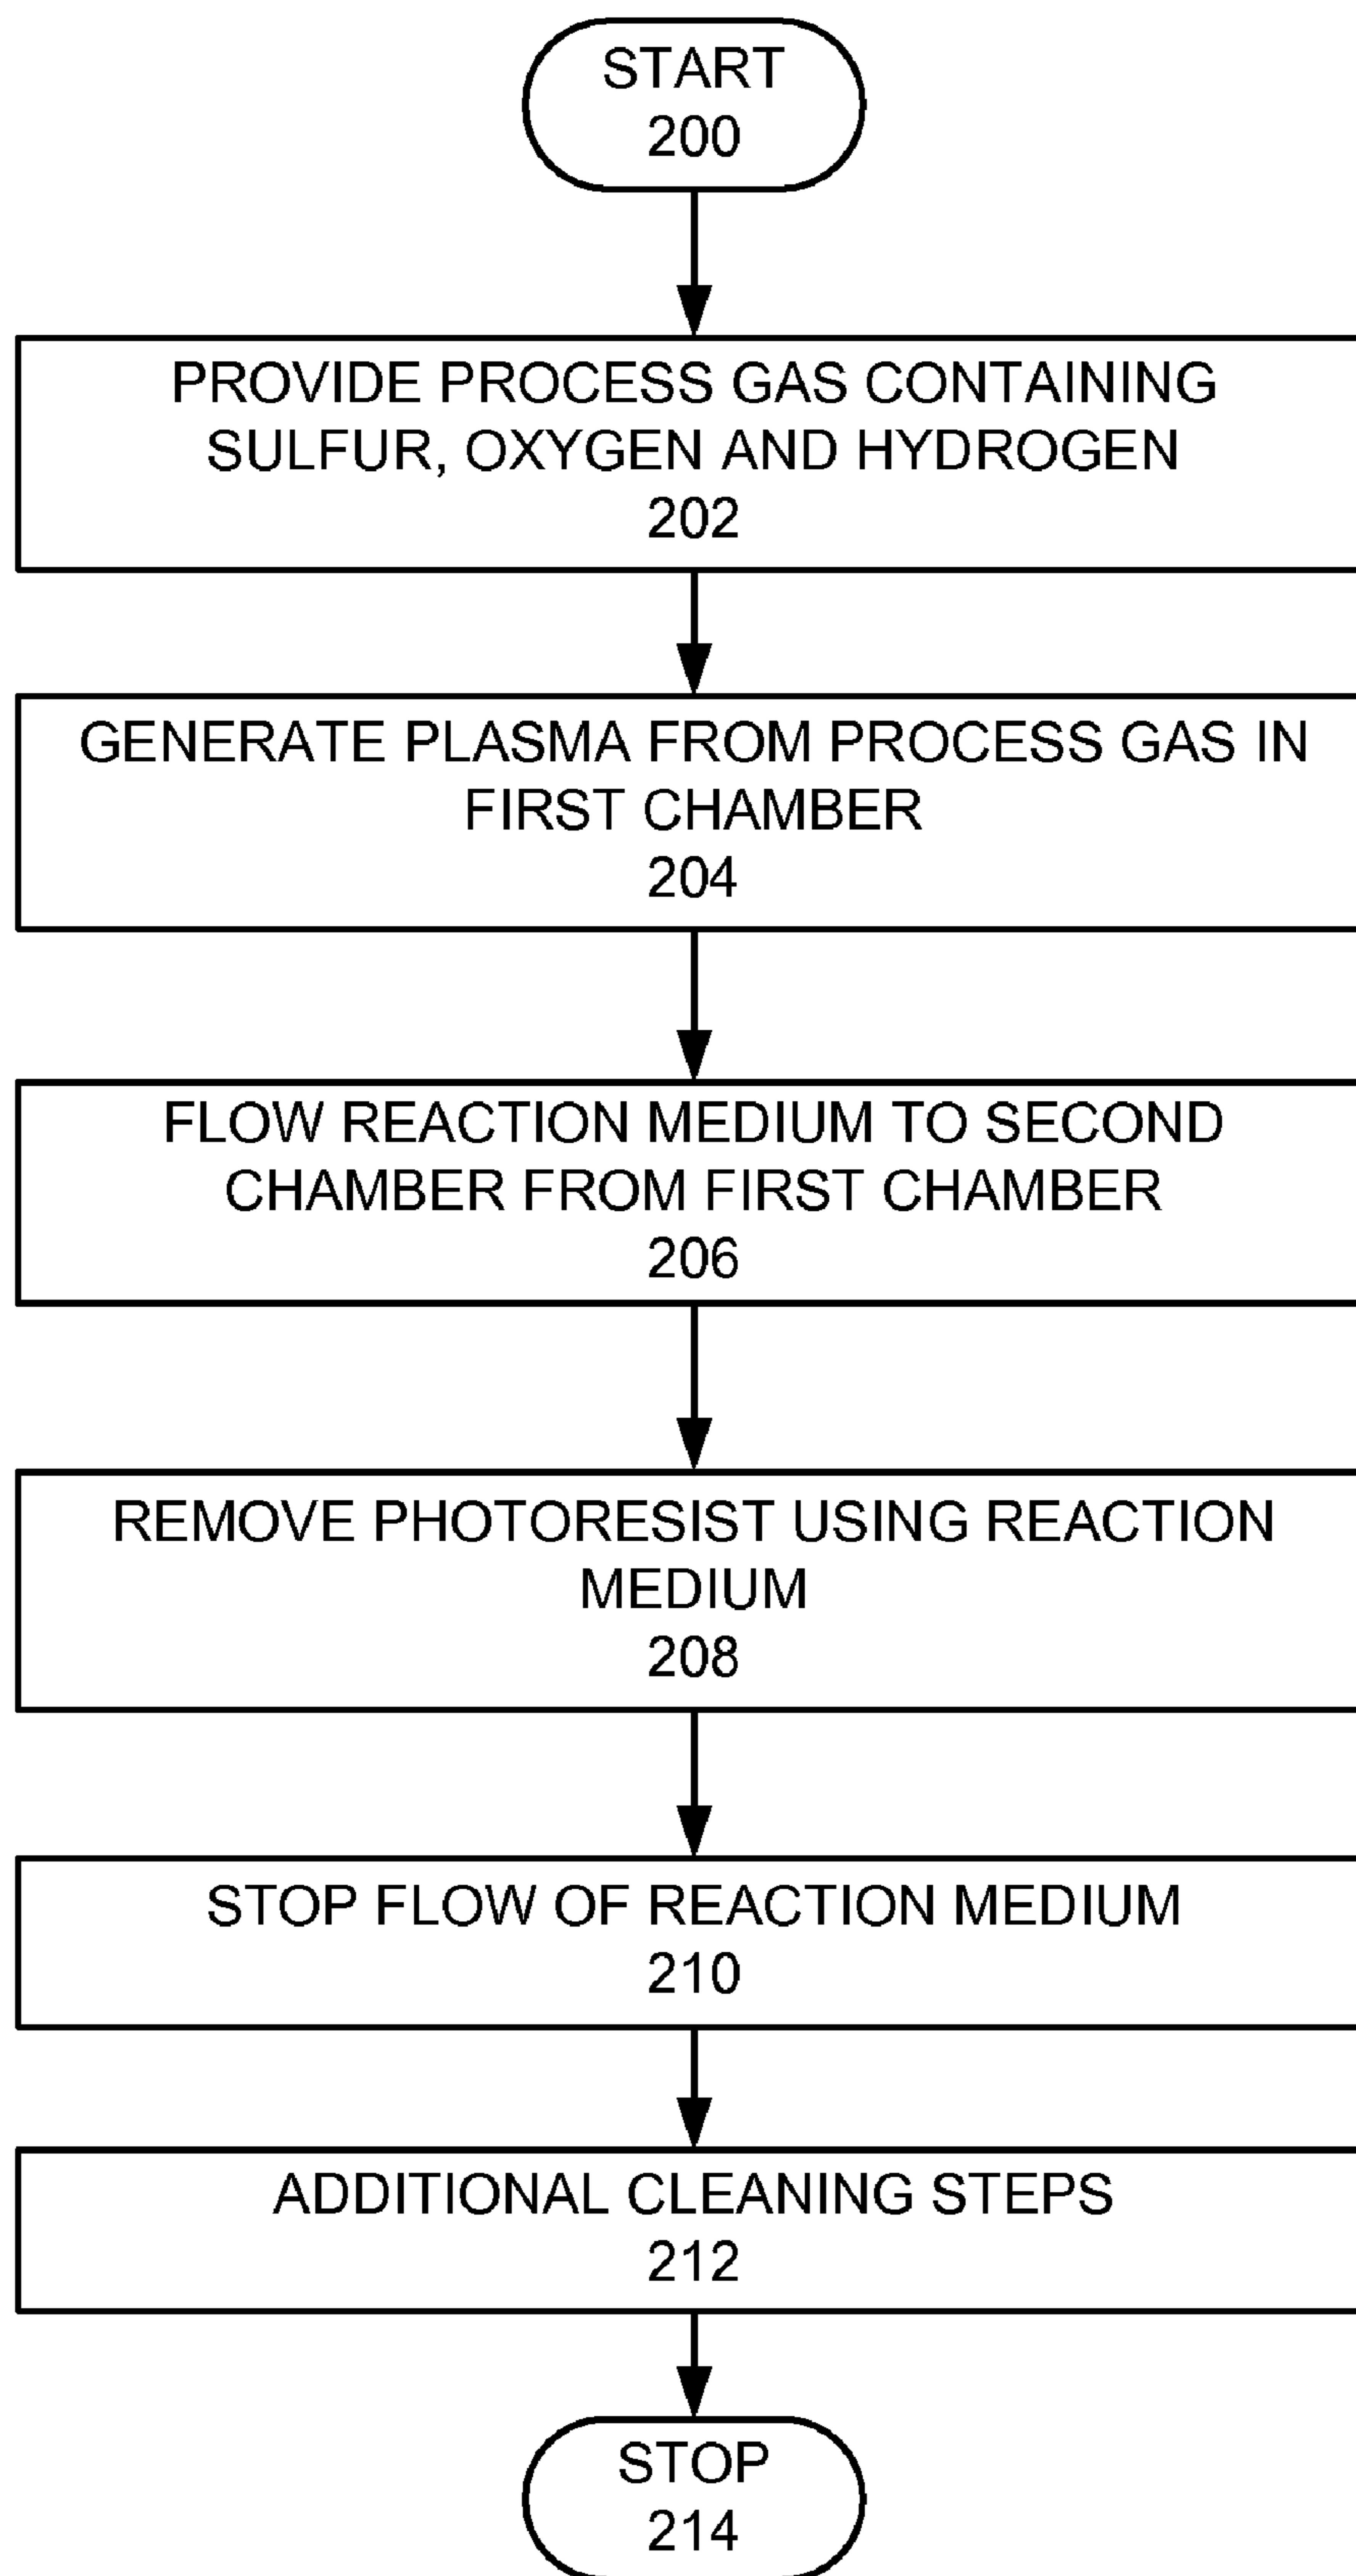 START
200
PROVIDE PROCESS GAS CONTAINING
SULFUR, OXYGEN AND HYDROGEN
202
GENERATE PLASMA FROM PROCESS GAS IN
FIRST CHAMBER
204
FLOW REACTION MEDIUM TO SECOND
CHAMBER FROM FIRST CHAMBER
206
REMOVE PHOTORESIST USING REACTION
MEDIUM
208
STOP FLOW OF REACTION MEDIUM
210
ADDITIONAL CLEANING STEPS
212
STOP
214